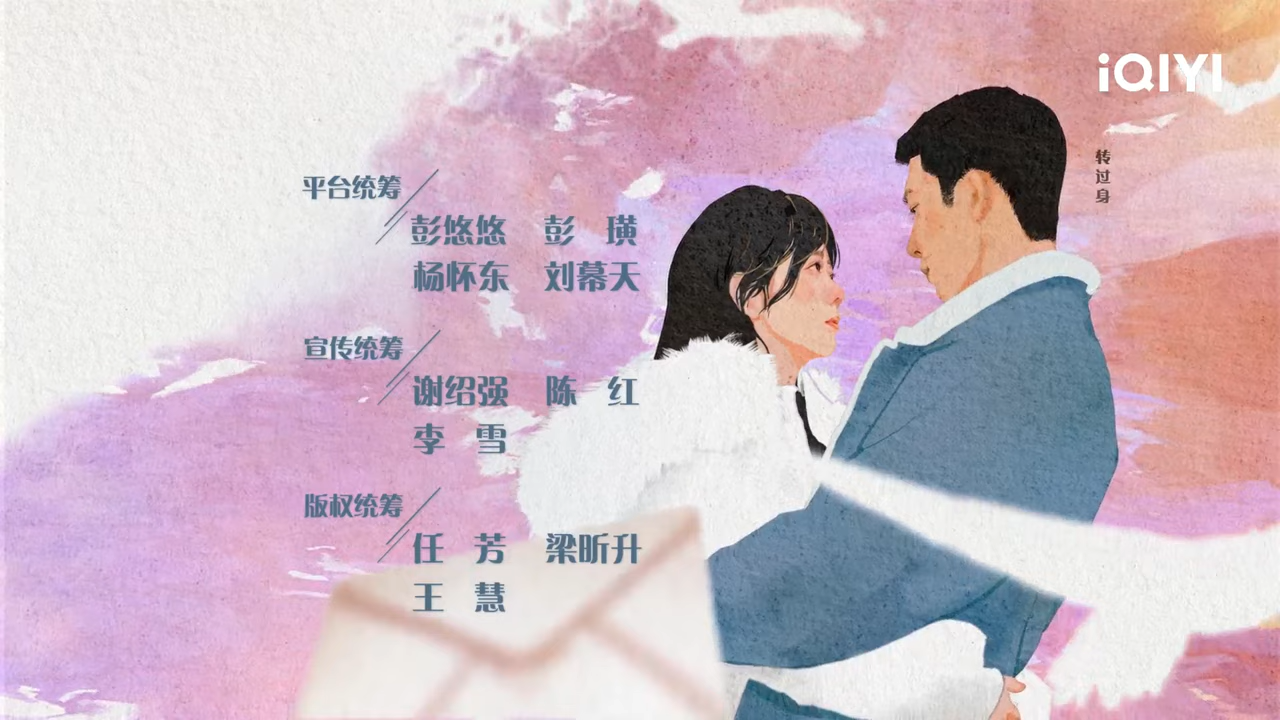 iQIYI
转过身
平台统筹
彭悠悠 彭 璜
杨怀东 刘幕天
宣传统筹
谢绍强 陈 红
李 雪
版权统筹
任 芳 梁昕升
王 慧